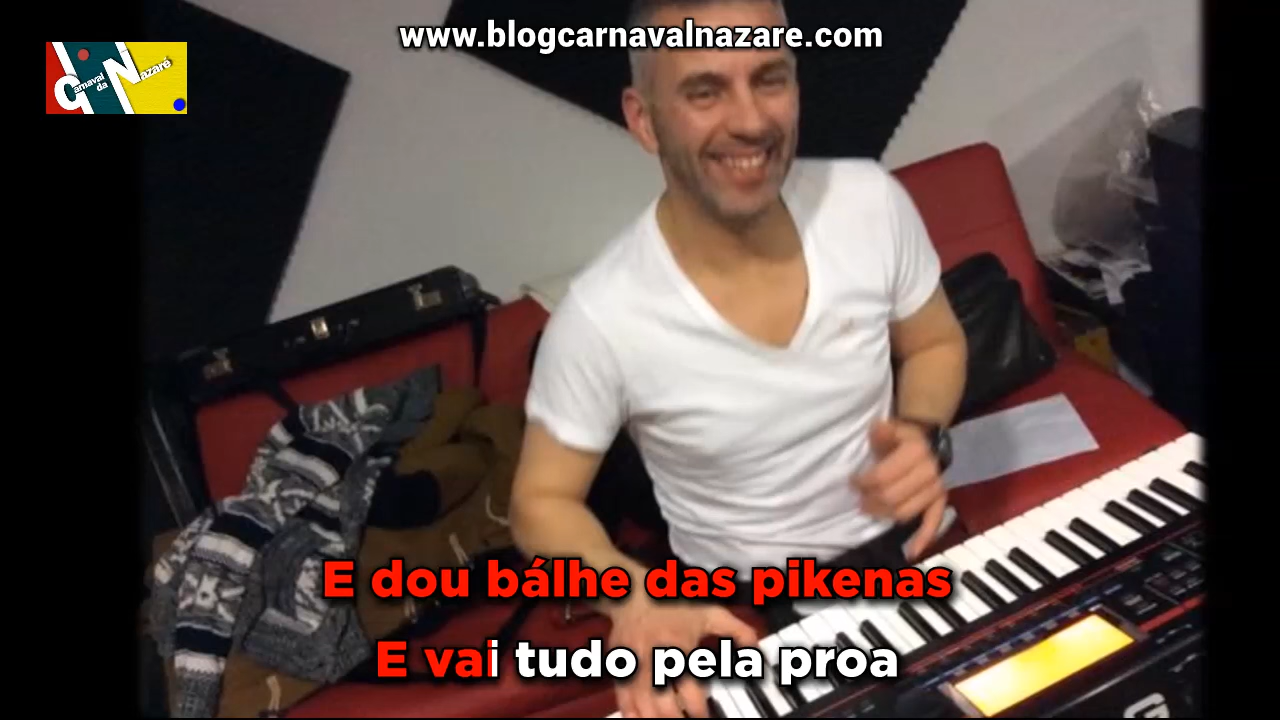 www.blogcarnavalnazare.com
Carnaval
da
Nazaré
E dou bálhe das pikenas
E vai tudo pela proa